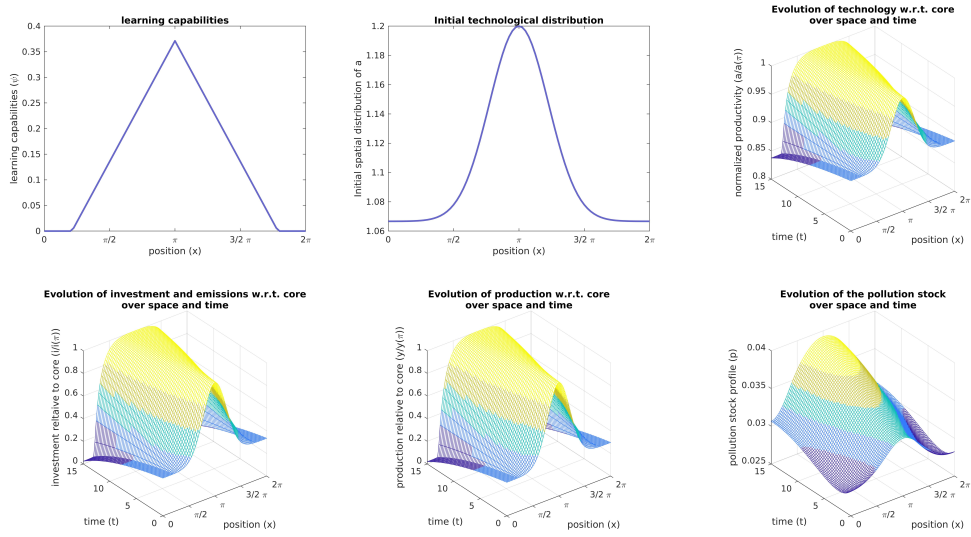 learning capabilities
learning capabilities (ψ)
0.4
0.35
0.3
0.25
0.2
0.15
0.1
0.05
0
0 π/2 π 3/2 π 2π
position (x)
Initial technological distribution
Initial spatial distribution of a
1.2
1.18
1.16
1.14
1.12
1.1
1.08
1.06
0 π/2 π 3/2 π 2π
position (x)
Evolution of technology w.r.t. core
over space and time
normalized productivity (a/a(π))
1
0.95
0.9
0.85
0.8
15
10
5
0
time (t)
0
π/2
π
3/2 π
2π
position (x)
Evolution of investment and emissions w.r.t. core
over space and time
investment reltaive to core (i/i(π))
1
0.8
0.6
0.4
0.2
0
15
10
5
0
time (t)
0
π/2
π
3/2 π
2π
position (x)
Evolution of production w.r.t. core
over space and time
production relative to core (y/y(π))
1
0.8
0.6
0.4
0.2
0
15
10
5
0
time (t)
0
π/2
π
3/2 π
2π
position (x)
Evolution of the pollution stock
over space and time
pollution stock profile (p)
0.04
0.035
0.03
0.025
15
10
5
0
time (t)
0
π/2
π
3/2 π
2π
position (x)